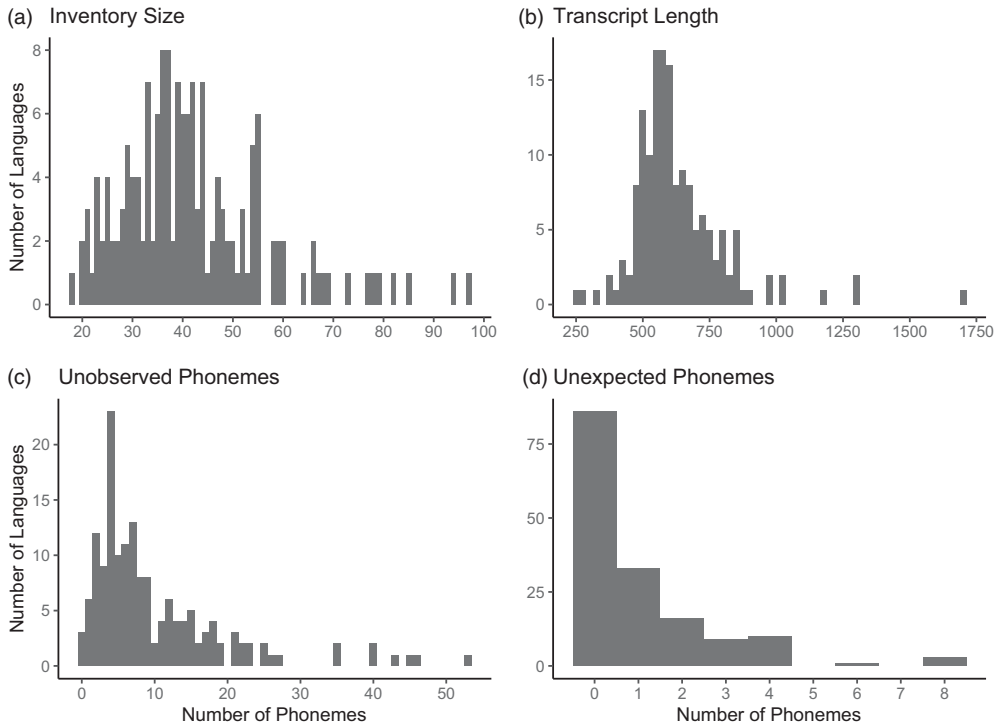 (a) Inventory Size
Number of Languages
8
6
4
2
0
20 30 40 50 60 70 80 90 100
(b) Transcript Length
15
10
5
0
250 500 750 1000 1250 1500 1750
(c) Unobserved Phonemes
Number of Languages
20
15
10
5
0
0 10 20 30 40 50
Number of Phonemes
(d) Unexpected Phonemes
75
50
25
0
0 1 2 3 4 5 6 7 8
Number of Phonemes